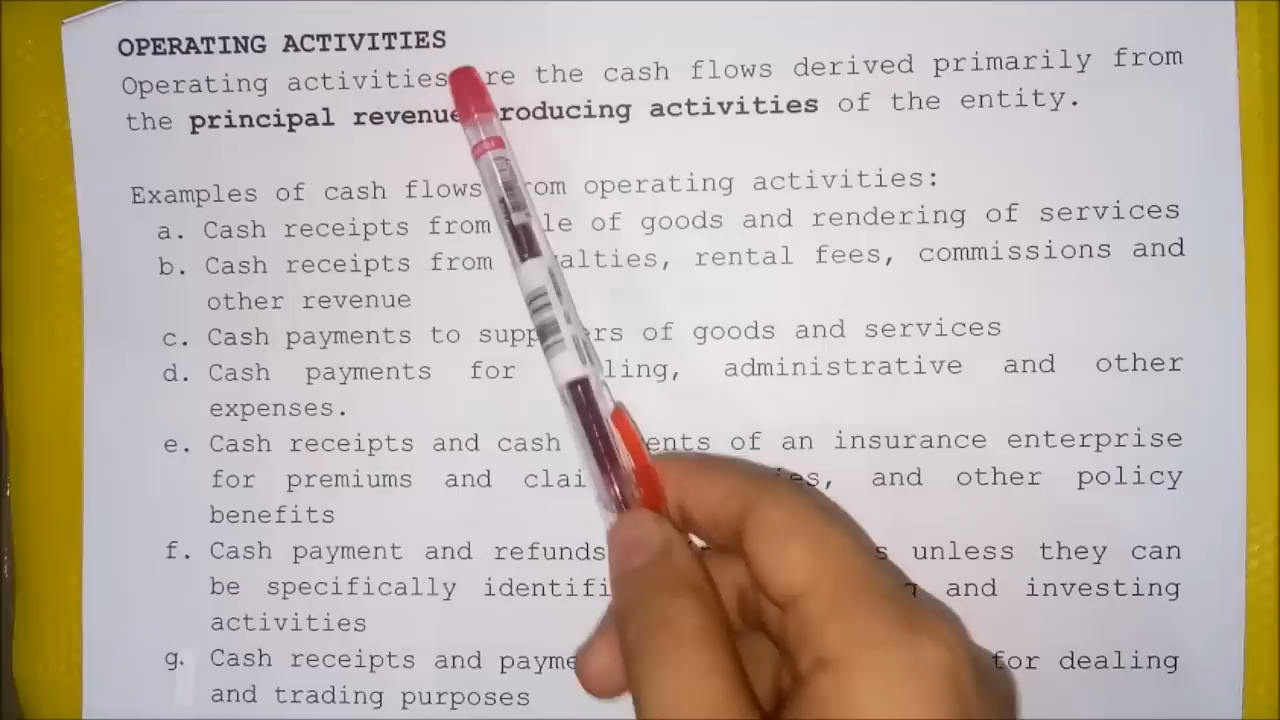 OPERATING ACTIVITIES
Operating activities re the cash flows derived primarily from
the principal revenue roducing activities of the entity.
Examples of cash flows om operating activities:
a. Cash receipts from le of goods and rendering of services
b. Cash receipts from alties, rental fees, commissions and
other revenue
c. Cash payments to supp ers of goods and services
d. Cash payments for ling, administrative and other
expenses.
e. Cash receipts and cash ents of an insurance enterprise
for premiums and clai ies, and other policy
benefits
f. Cash payment and refunds s unless they can
be specifically identifi and investing
activities
g. Cash receipts and payme for dealing
and trading purposes